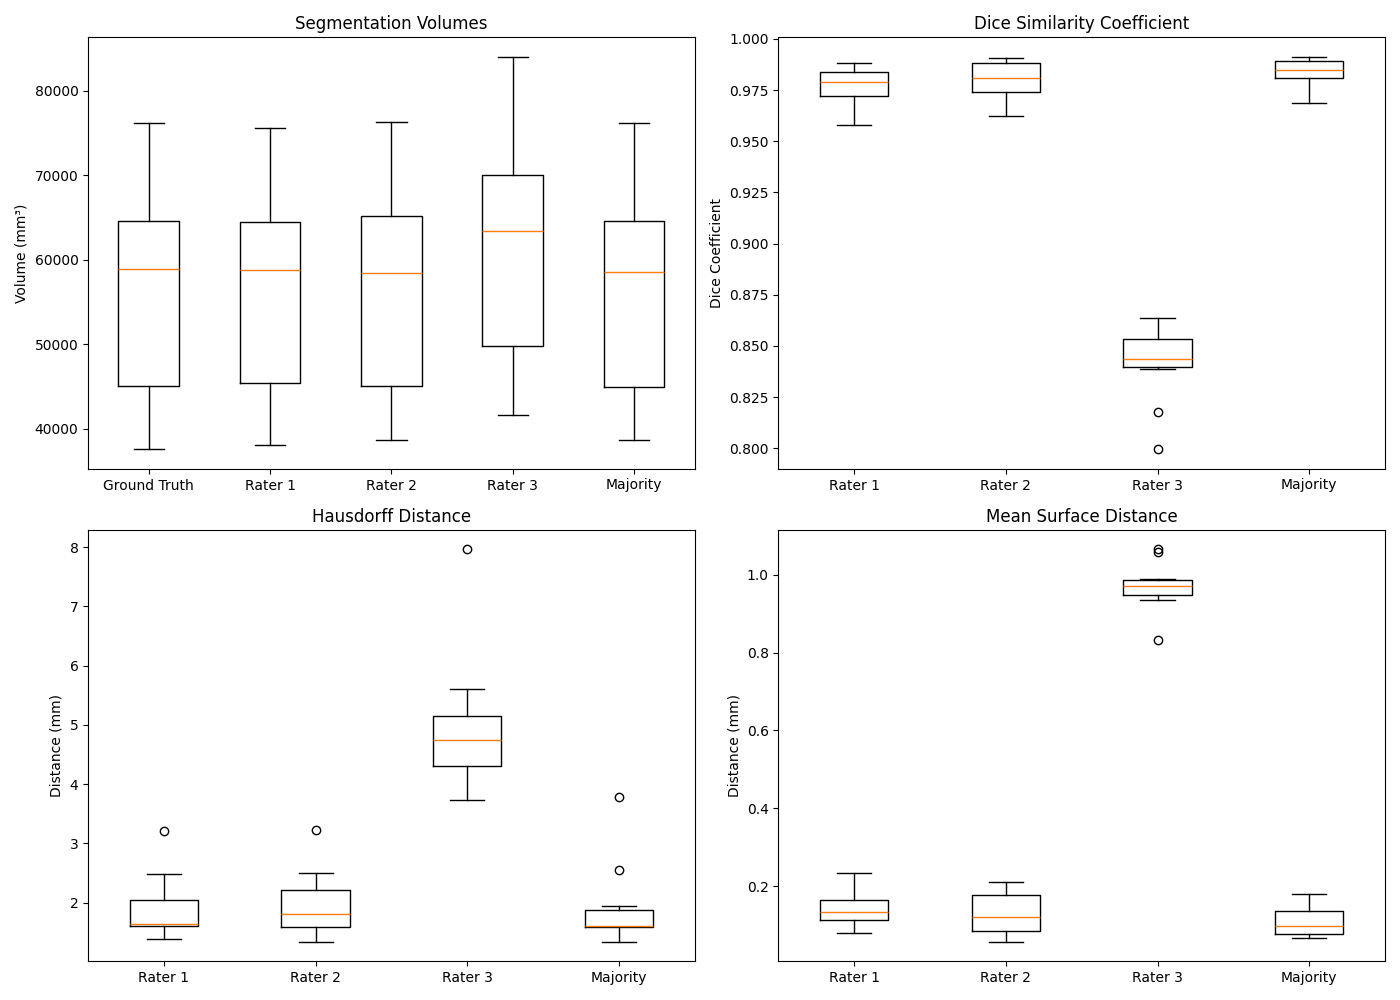 Segmentation Volumes
Volume (mm³)
80000
70000
60000
50000
40000
Ground Truth Rater 1 Rater 2 Rater 3 Majority
Dice Similarity Coefficient
Dice Coefficient
1.000
0.975
0.950
0.925
0.900
0.875
0.850
0.825
0.800
Rater 1 Rater 2 Rater 3 Majority
Hausdorff Distance
Distance (mm)
8
7
6
5
4
3
2
Rater 1 Rater 2 Rater 3 Majority
Mean Surface Distance
Distance (mm)
1.0
0.8
0.6
0.4
0.2
Rater 1 Rater 2 Rater 3 Majority